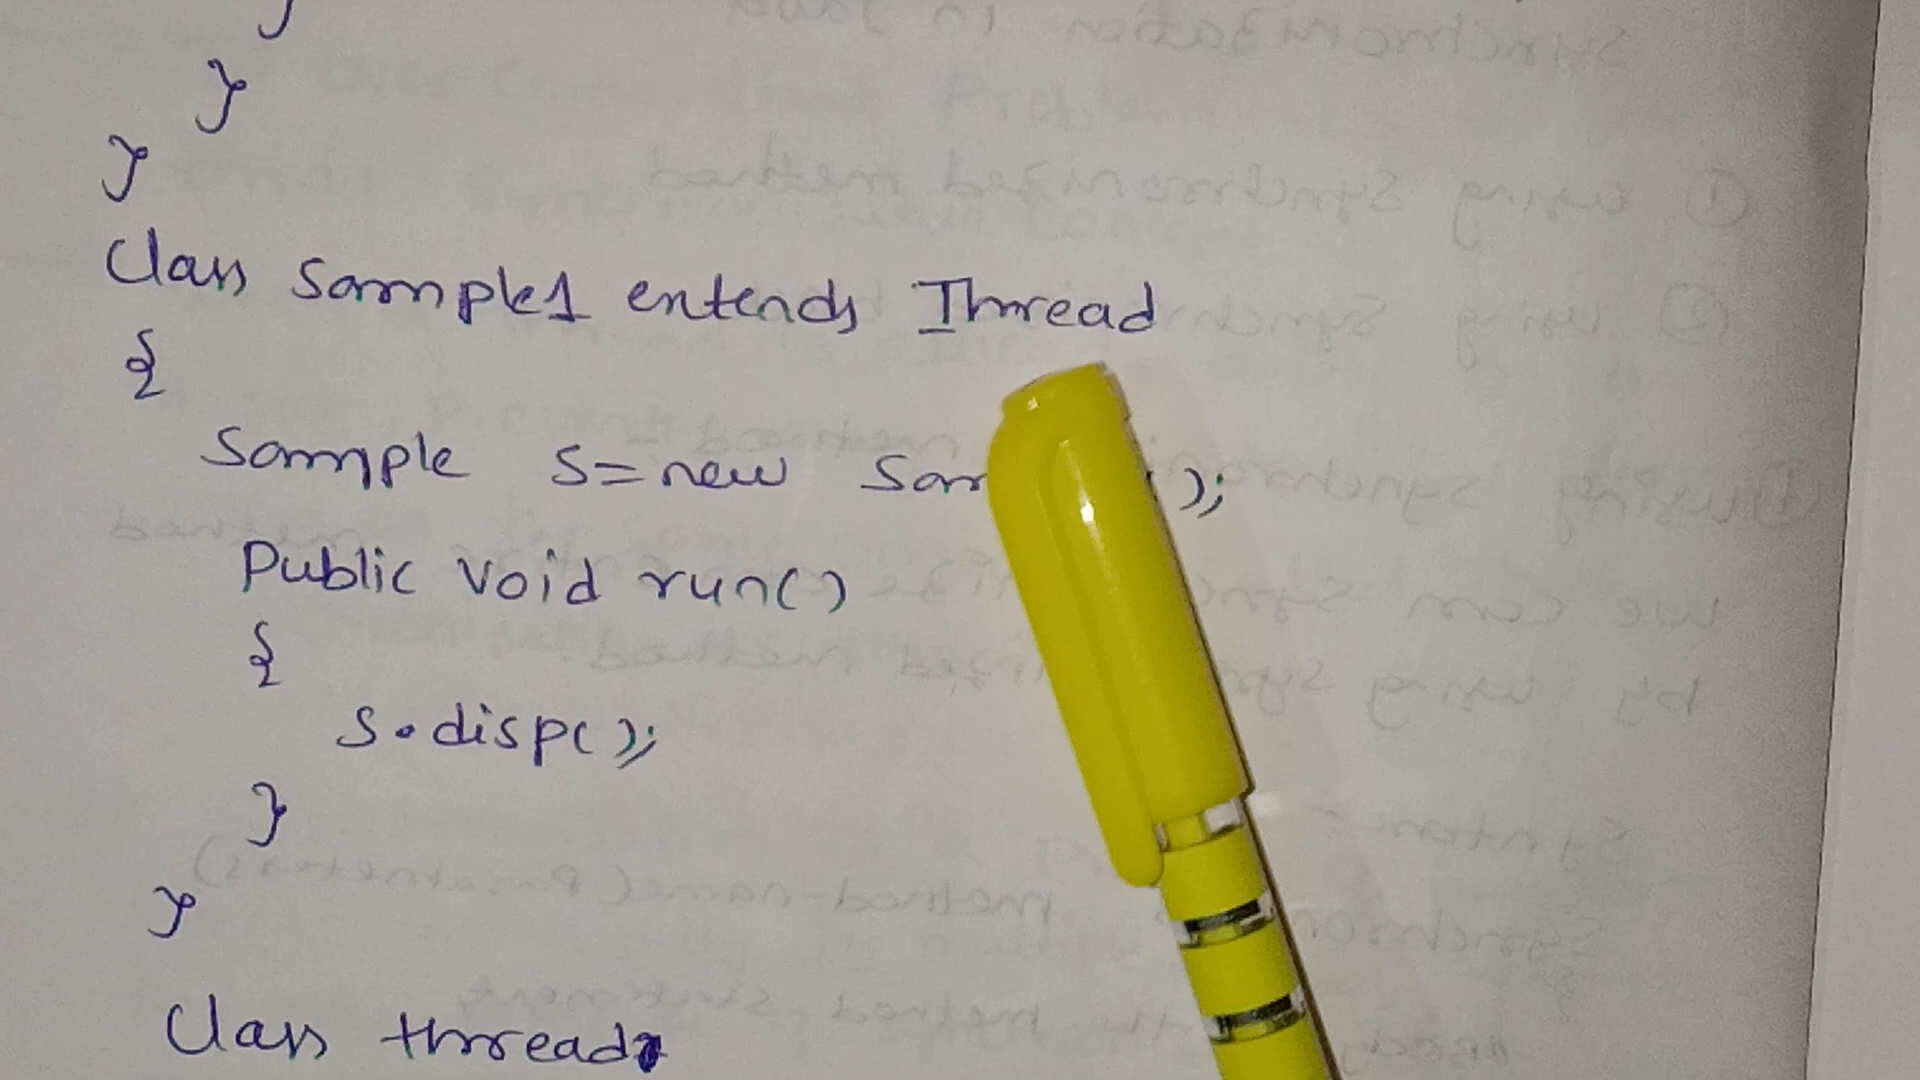 }
}
}
Class Sample1 extends Thread
{
Sample s=new );
Public void run()
{
s.disp();
}
}
Class thread